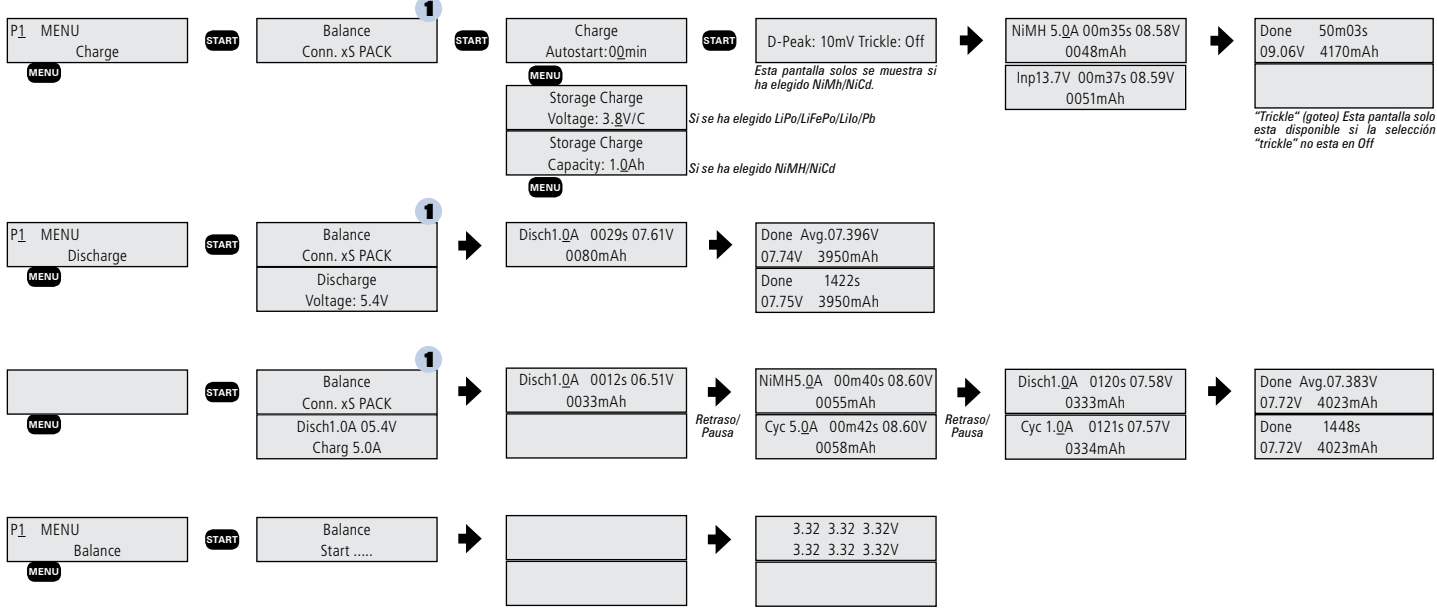 1
P1 MENU
Charge
MENU
START
Balance
Conn. xS PACK
START
Charge
Autostart:00min
MENU
Storage Charge
Voltage: 3.8V/C
Si se ha elegido LiPo/LiFePo/LiIo/Pb
Storage Charge
Capacity: 1.0Ah
Si se ha elegido NiMH/NiCd
MENU
START
D-Peak: 10mV Trickle: Off
Esta pantalla solos se muestra si
ha elegido NiMh/NiCd.
NiMH 5.0A 00m35s 08.58V
0048mAh
Inp13.7V 00m37s 08.59V
0051mAh
Done 50m03s
09.06V 4170mAh
"Trickle" (goteo) Esta pantalla solo
esta disponible si la selección
"trickle" no esta en Off
1
P1 MENU
Discharge
MENU
START
Balance
Conn. xS PACK
Discharge
Voltage: 5.4V
Disch1.0A 0029s 07.61V
0080mAh
Done Avg.07.396V
07.74V 3950mAh
Done 1422s
07.75V 3950mAh
1
MENU
START
Balance
Conn. xS PACK
Disch1.0A 05.4V
Charg 5.0A
Disch1.0A 0012s 06.51V
0033mAh
Retraso/
Pausa
NiMH5.0A 00m40s 08.60V
0055mAh
Cyc 5.0A 00m42s 08.60V
0058mAh
Retraso/
Pausa
Disch1.0A 0120s 07.58V
0333mAh
Cyc 1.0A 0121s 07.57V
0334mAh
Done Avg.07.383V
07.72V 4023mAh
Done 1448s
07.72V 4023mAh
P1 MENU
Balance
MENU
START
Balance
Start .....
3.32 3.32 3.32V
3.32 3.32 3.32V